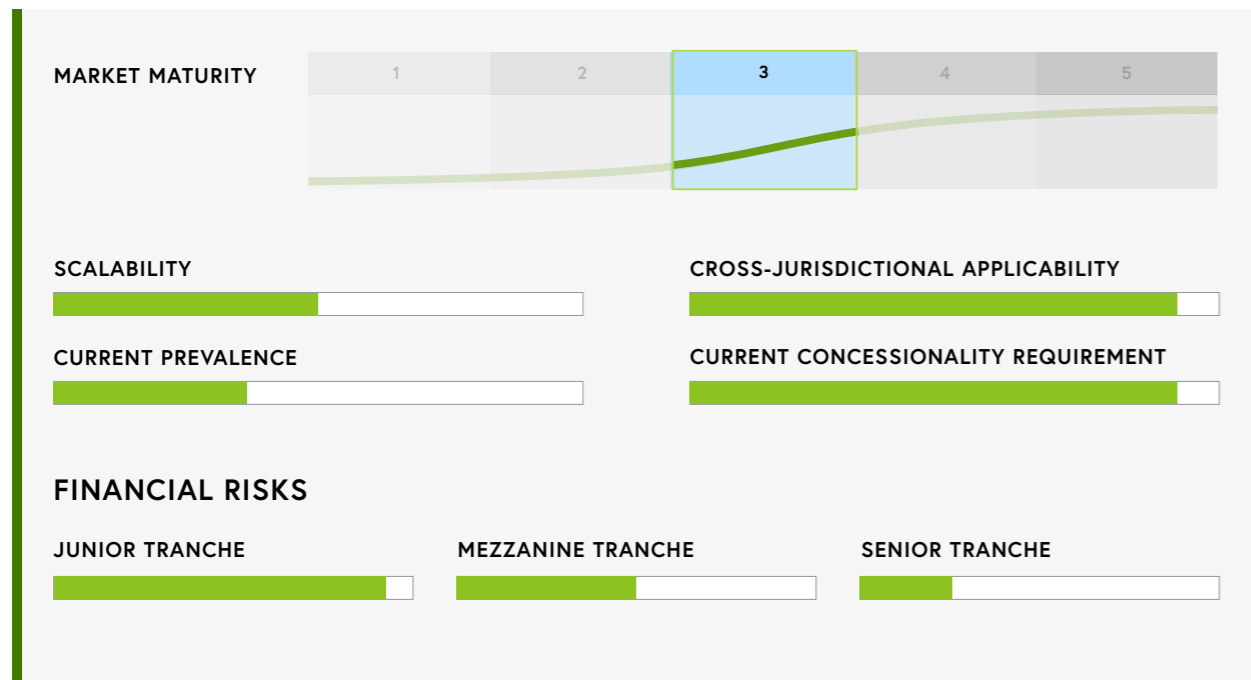 MARKET MATURITY
1
2
3
4
5
SCALABILITY
CROSS-JURISDICTIONAL APPLICABILITY
CURRENT PREVALENCE
CURRENT CONCESSIONALITY REQUIREMENT
FINANCIAL RISKS
JUNIOR TRANCHE
MEZZANINE TRANCHE
SENIOR TRANCHE